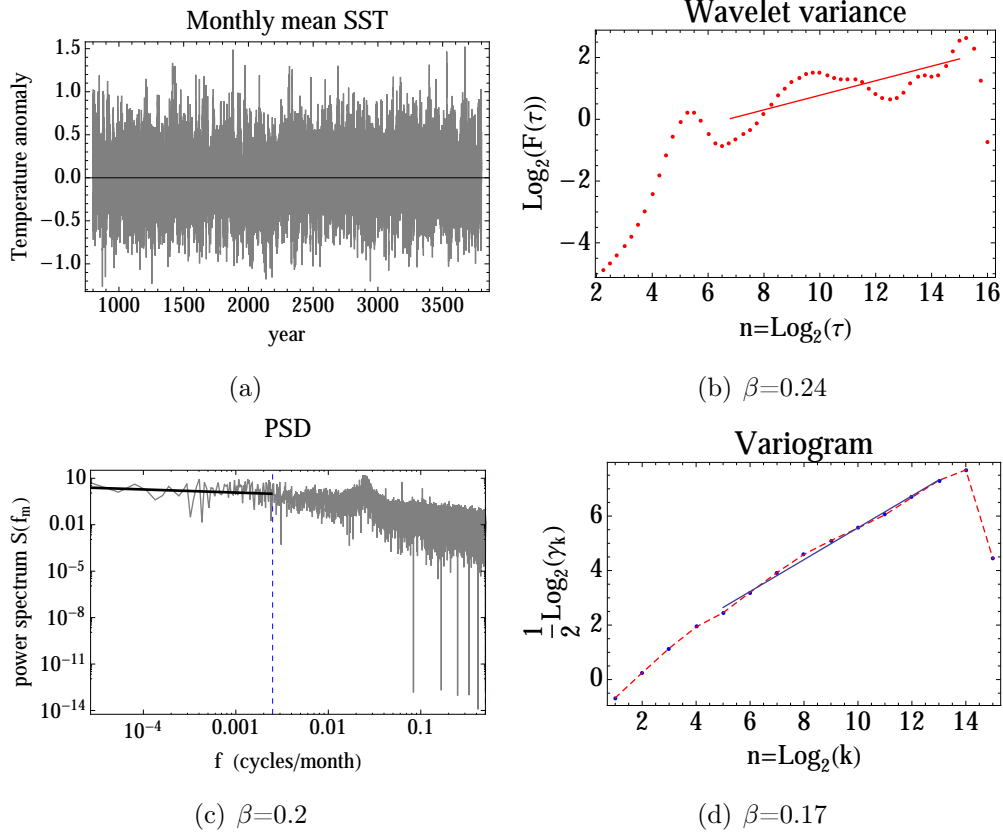 Monthly mean SST
Temperature anomaly
1.5
1.0
0.5
0.0
−0.5
−1.0
1000 1500 2000 2500 3000 3500
year
(a)
Wavelet variance
Log2(F(τ))
2
0
−2
−4
2 4 6 8 10 12 14 16
n=Log2(τ)
(b) β=0.24
PSD
power spectrum S(fm)
10
0.01
10^-5
10^-8
10^-11
10^-14
10^-4 0.001 0.01 0.1
f (cycles/month)
(c) β=0.2
Variogram
1/2 Log2(γk)
6
4
2
0
2 4 6 8 10 12 14
n=Log2(k)
(d) β=0.17